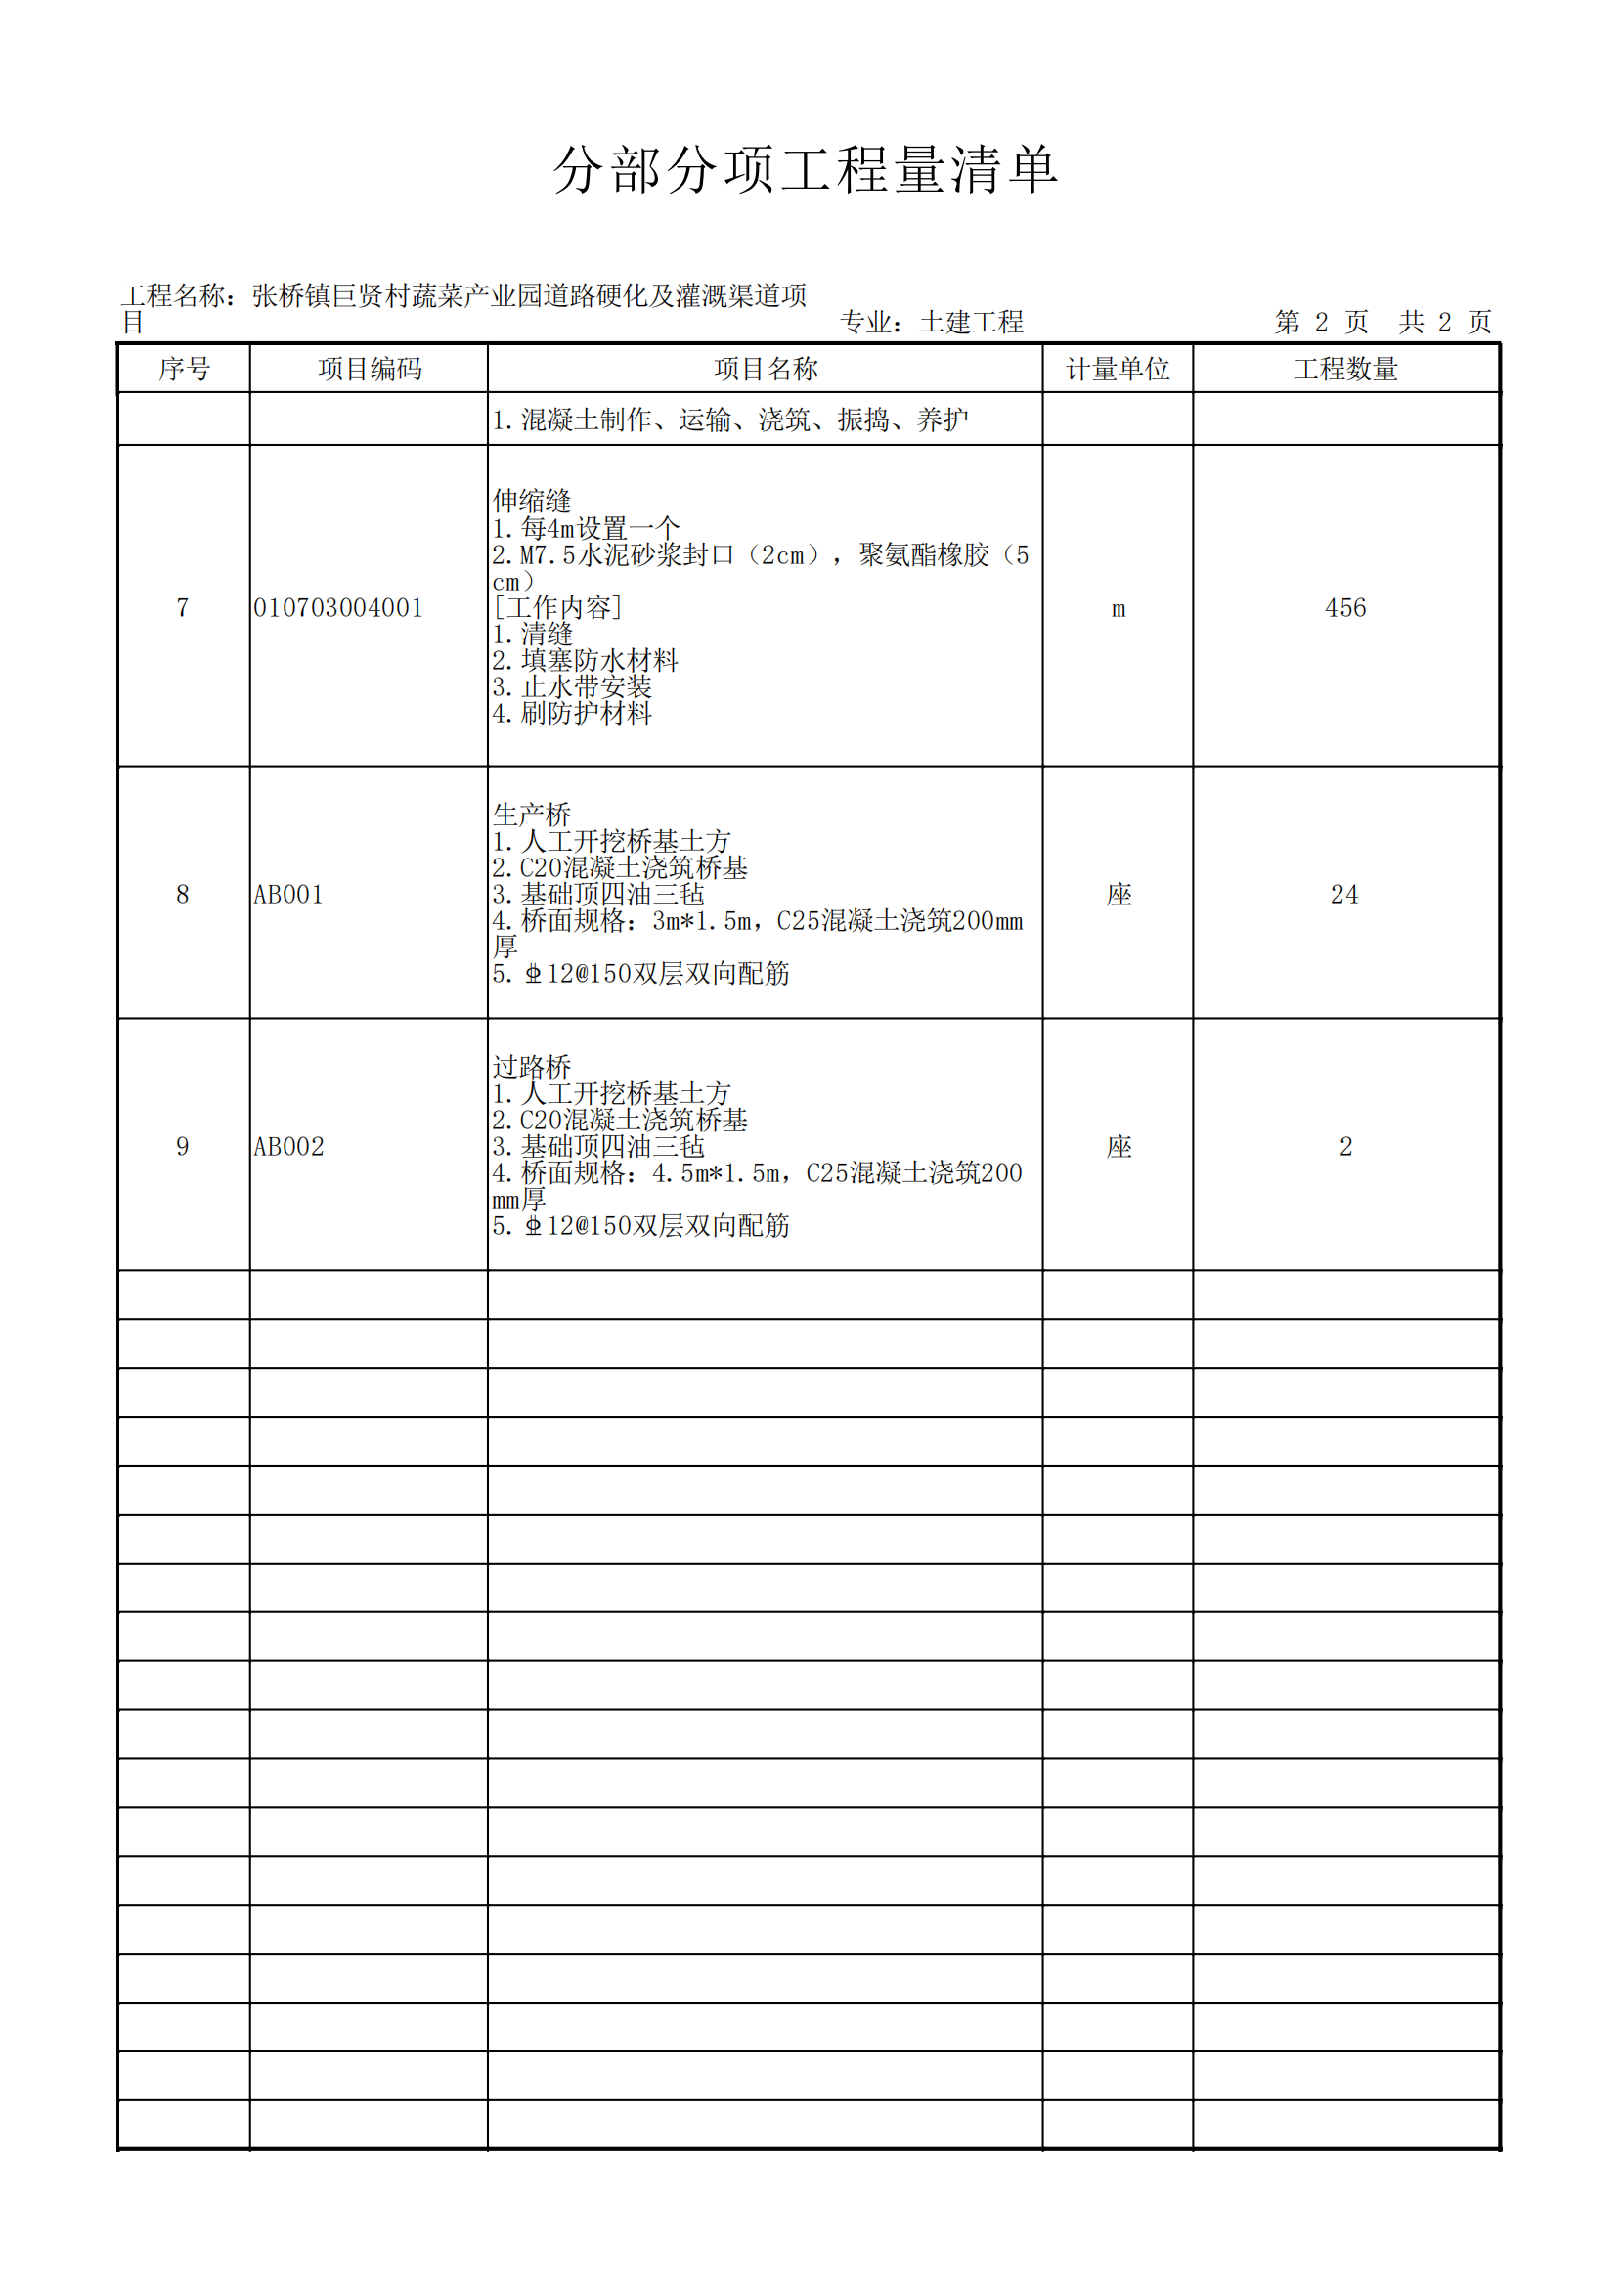 分部分项工程量清单
工程名称：张桥镇巨贤村蔬菜产业园道路硬化及灌溉渠道项
目 专业：土建工程 第 2 页 共 2 页
序号 项目编码 项目名称 计量单位 工程数量
1.混凝土制作、运输、浇筑、振捣、养护
伸缩缝
1.每4m设置一个
2.M7.5水泥砂浆封口（2cm），聚氨酯橡胶（5
cm）
7 010703004001 [工作内容] m 456
1.清缝
2.填塞防水材料
3.止水带安装
4.刷防护材料
生产桥
1.人工开挖桥基土方
2.C20混凝土浇筑桥基
8 AB001 3.基础顶四油三毡 座 24
4.桥面规格：3m*1.5m，C25混凝土浇筑200mm
厚
5.⏂12@150双层双向配筋
过路桥
1.人工开挖桥基土方
2.C20混凝土浇筑桥基
9 AB002 3.基础顶四油三毡 座 2
4.桥面规格：4.5m*1.5m，C25混凝土浇筑200
mm厚
5.⏂12@150双层双向配筋